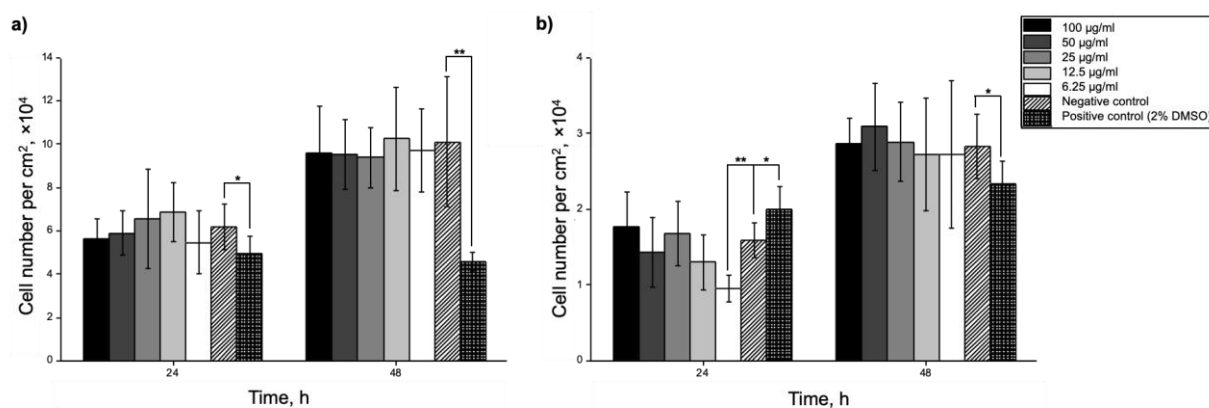 a)
Cell number per cm², ×10⁴
14
12
10
8
6
4
2
0
*
**
24
48
Time, h
b)
Cell number per cm², ×10⁴
4
3
2
1
0
**
*
*
24
48
Time, h
100 µg/ml
50 µg/ml
25 µg/ml
12.5 µg/ml
6.25 µg/ml
Negative control
Positive control (2% DMSO)